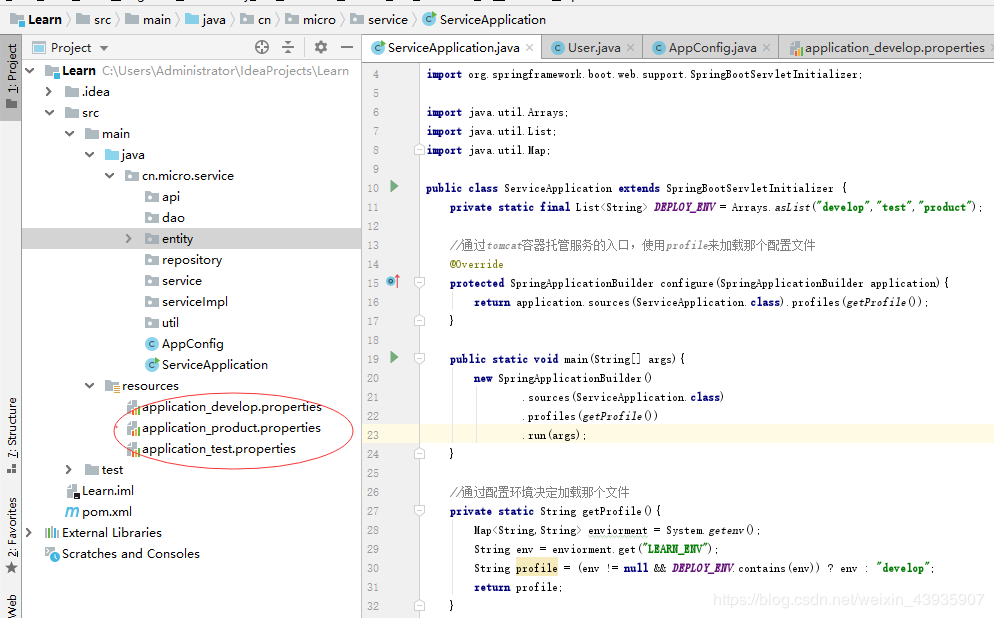 Learn src main java cn micro service ServiceApplication
1: Project
Project
ServiceApplication.java User.java AppConfig.java application_develop.properties
Learn C:\Users\Administrator\IdeaProjects\Learn
.idea
src
main
java
cn.micro.service
api
dao
entity
repository
service
serviceImpl
util
AppConfig
ServiceApplication
resources
application_develop.properties
application_product.properties
application_test.properties
test
Learn.iml
pom.xml
External Libraries
Scratches and Consoles
7: Structure
2: Favorites
Web
4 import org.springframework.boot.web.support.SpringBootServletInitializer;
5
6 import java.util.Arrays;
7 import java.util.List;
8 import java.util.Map;
9
10 public class ServiceApplication extends SpringBootServletInitializer {
11 private static final List<String> DEPLOY_ENV = Arrays.asList("develop","test","product");
12
13 //通过tomcat容器托管服务的入口，使用profile来加载那个配置文件
14 @Override
15 protected SpringApplicationBuilder configure(SpringApplicationBuilder application){
16 return application.sources(ServiceApplication.class).profiles(getProfile());
17 }
18
19 public static void main(String[] args){
20 new SpringApplicationBuilder()
21 .sources(ServiceApplication.class)
22 .profiles(getProfile())
23 .run(args);
24 }
25
26 //通过配置环境决定加载那个文件
27 private static String getProfile(){
28 Map<String,String> enviorment = System.getenv();
29 String env = enviorment.get("LEARN_ENV");
30 String profile = (env != null && DEPLOY_ENV.contains(env)) ? env : "develop";
31 return profile;
32 }
https://blog.csdn.net/weixin_43935907